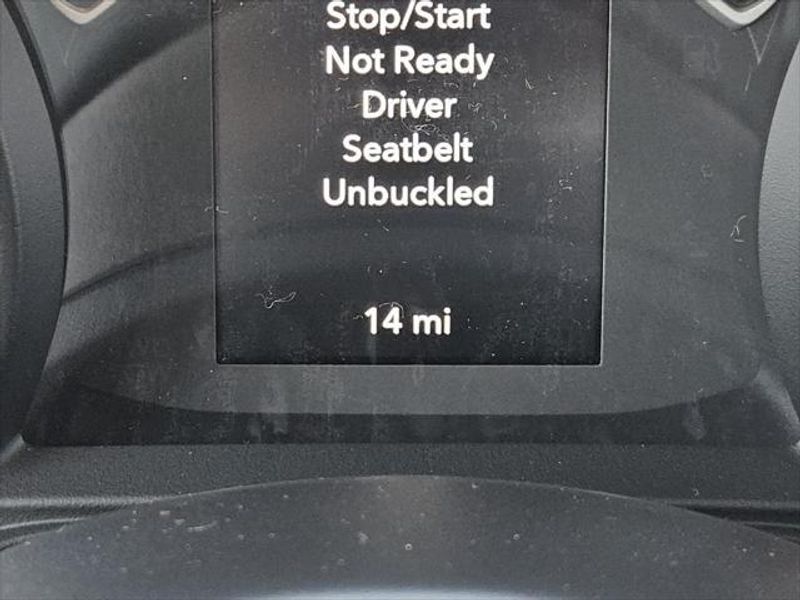 Stop/Start
Not Ready
Driver
Seatbelt
Unbuckled
14 mi